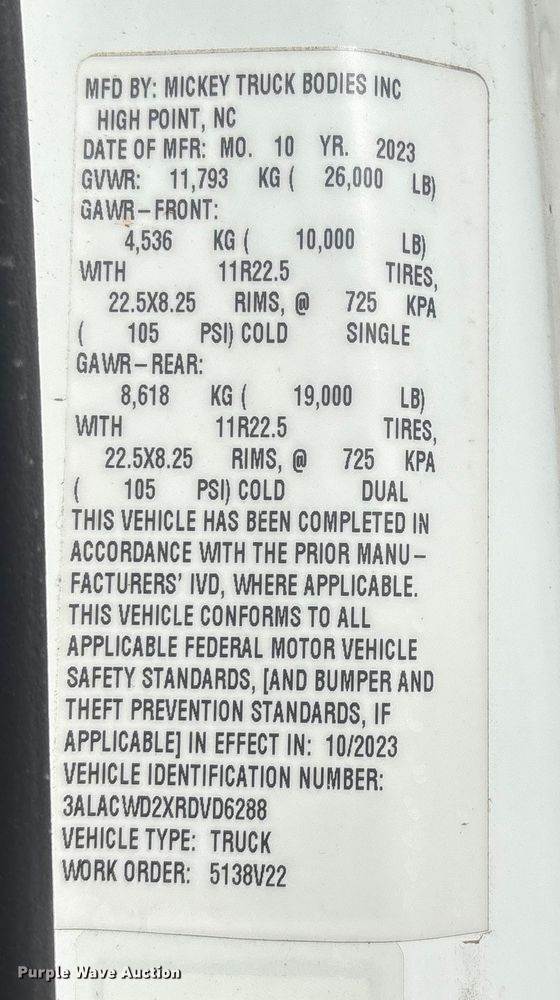 MFD BY: MICKEY TRUCK BODIES INC
HIGH POINT, NC
DATE OF MFR: MO. 10 YR. 2023
GVWR: 11,793 KG ( 26,000 LB)
GAWR-FRONT:
4,536 KG ( 10,000 LB)
WITH 11R22.5 TIRES,
22.5X8.25 RIMS, @ 725 KPA
( 105 PSI) COLD SINGLE
GAWR-REAR:
8,618 KG ( 19,000 LB)
WITH 11R22.5 TIRES,
22.5X8.25 RIMS, @ 725 KPA
( 105 PSI) COLD DUAL
THIS VEHICLE HAS BEEN COMPLETED IN
ACCORDANCE WITH THE PRIOR MANU-
FACTURERS' IVD, WHERE APPLICABLE.
THIS VEHICLE CONFORMS TO ALL
APPLICABLE FEDERAL MOTOR VEHICLE
SAFETY STANDARDS, [AND BUMPER AND
THEFT PREVENTION STANDARDS, IF
APPLICABLE] IN EFFECT IN: 10/2023
VEHICLE IDENTIFICATION NUMBER:
3ALACWD2XRDVD6288
VEHICLE TYPE: TRUCK
WORK ORDER: 5138V22
Purple Wave Auction